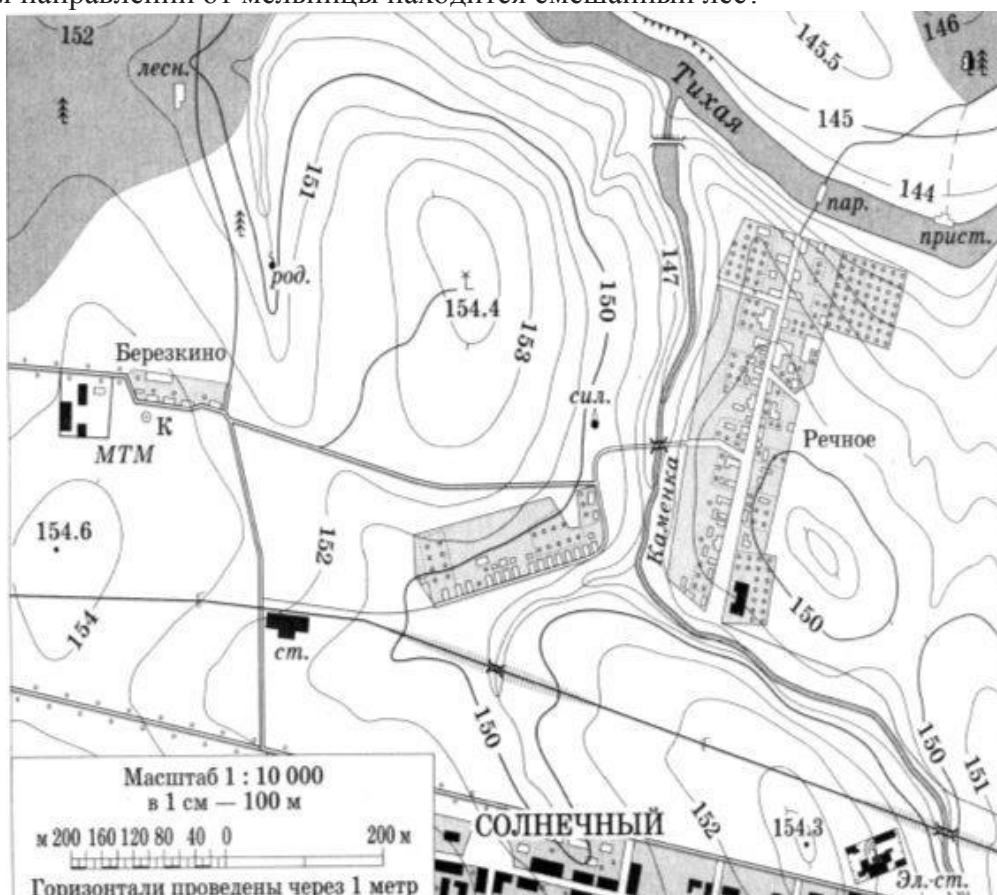 направлении от мельницы находится смешанный лес?
152
лесн.
145.5
146
Тихая
145
144
пар.
прист.
151
род.
154.4
150
147
153
Березкино
К
МТМ
сил.
Речное
Каменка
154.6
152
154
150
ст.
150
150
151
152
154.3
СОЛНЕЧНЫЙ
Эл.-ст.
Масштаб 1 : 10 000
в 1 см — 100 м
м 200 160 120 80 40 0 200 м
Горизонтали проведены через 1 метр